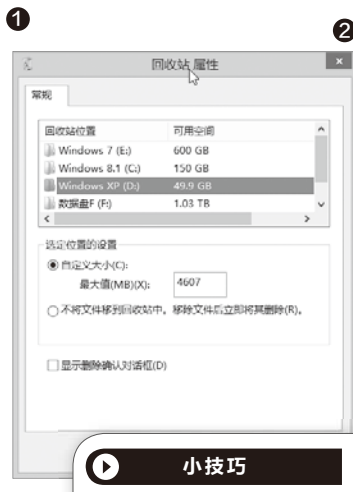 1
2
回收站 属性
×
常规
回收站位置 可用空间
Windows 7 (E:) 600 GB
Windows 8.1 (C:) 150 GB
Windows XP (D:) 49.9 GB
数据盘F (F:) 1.03 TB
选定位置的设置
自定义大小(C):
最大值(MB)(X): 4607
不将文件移到回收站中。移除文件后立即将其删除(R)。
显示删除确认对话框(D)
小技巧